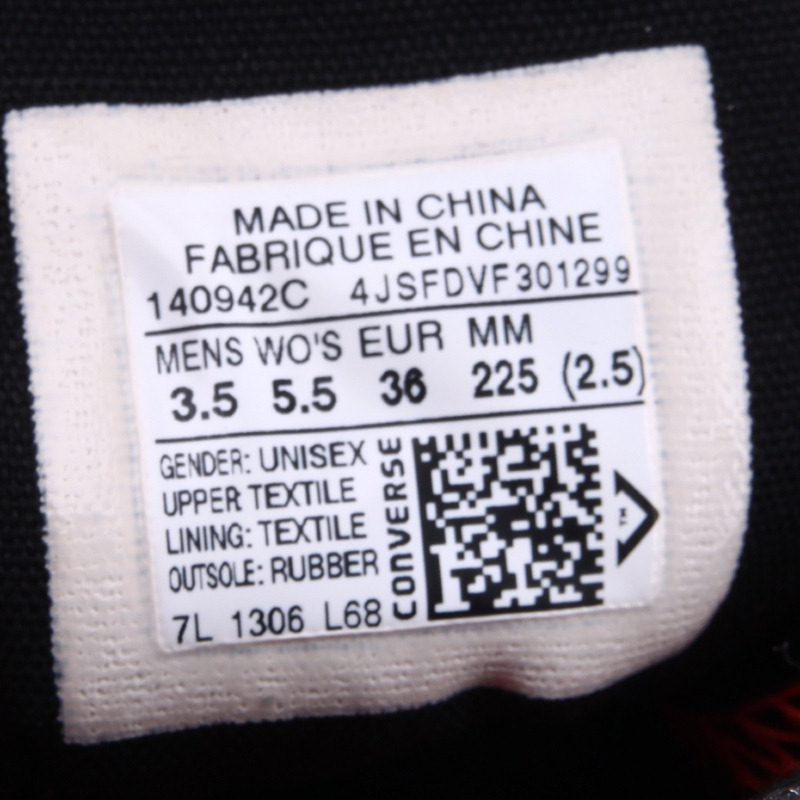 MADE IN CHINA
FABRIQUE EN CHINE
140942C 4JSFDVF301299
MENS WO'S EUR MM
3.5 5.5 36 225 (2.5)
GENDER: UNISEX
UPPER TEXTILE
LINING: TEXTILE
OUTSOLE: RUBBER
7L 1306 L68
CONVERSE
TM